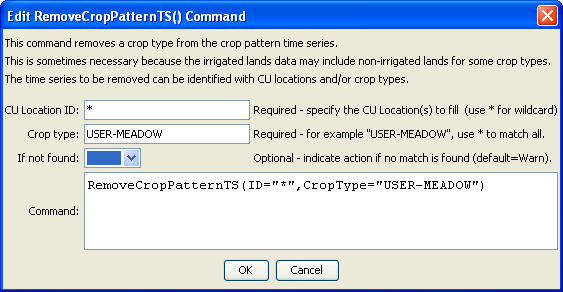 Edit RemoveCropPatternTS() Command
This command removes a crop type from the crop pattern time series.
This is sometimes necessary because the irrigated lands data may include non-irrigated lands for some crop types.
The time series to be removed can be identified with CU locations and/or crop types.
CU Location ID: * Required - specify the CU Location(s) to fill (use * for wildcard)
Crop type: USER-MEADOW Required - for example "USER-MEADOW", use * to match all.
If not found: Optional - indicate action if no match is found (default=Warn).
Command: RemoveCropPatternTS(ID="*",CropType="USER-MEADOW")
OK Cancel